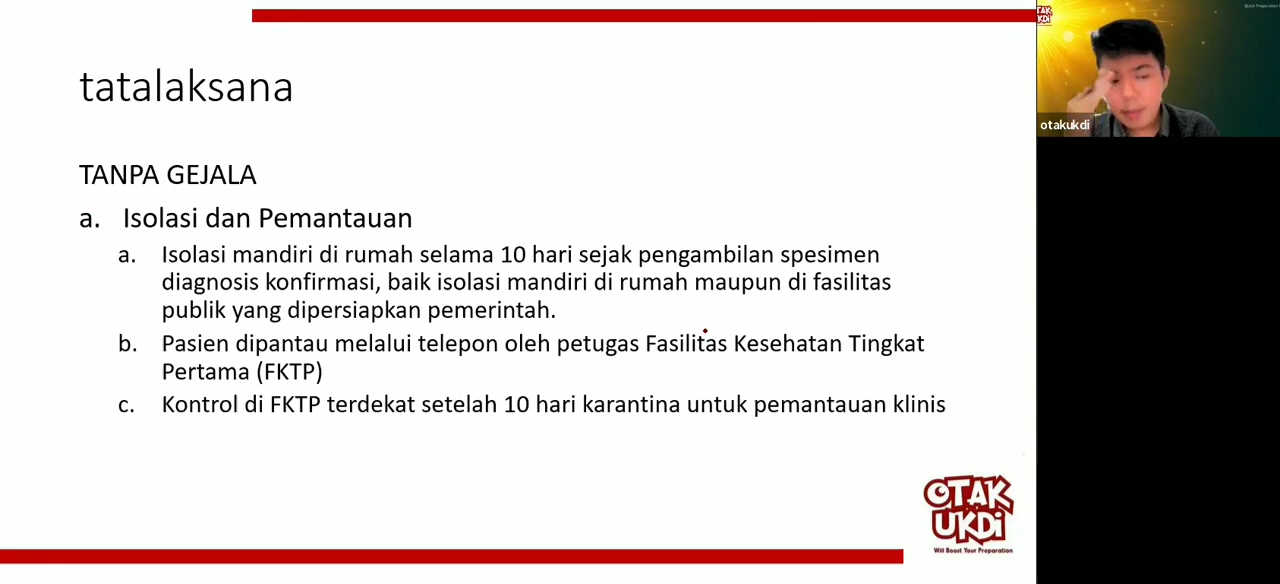 tatalaksana
TANPA GEJALA
a. Isolasi dan Pemantauan
a. Isolasi mandiri di rumah selama 10 hari sejak pengambilan spesimen
diagnosis konfirmasi, baik isolasi mandiri di rumah maupun di fasilitas
publik yang dipersiapkan pemerintah.
b. Pasien dipantau melalui telepon oleh petugas Fasilitas Kesehatan Tingkat
Pertama (FKTP)
c. Kontrol di FKTP terdekat setelah 10 hari karantina untuk pemantauan klinis
OTAK
UKDi
Will Boost Your Preparation
otakukdi